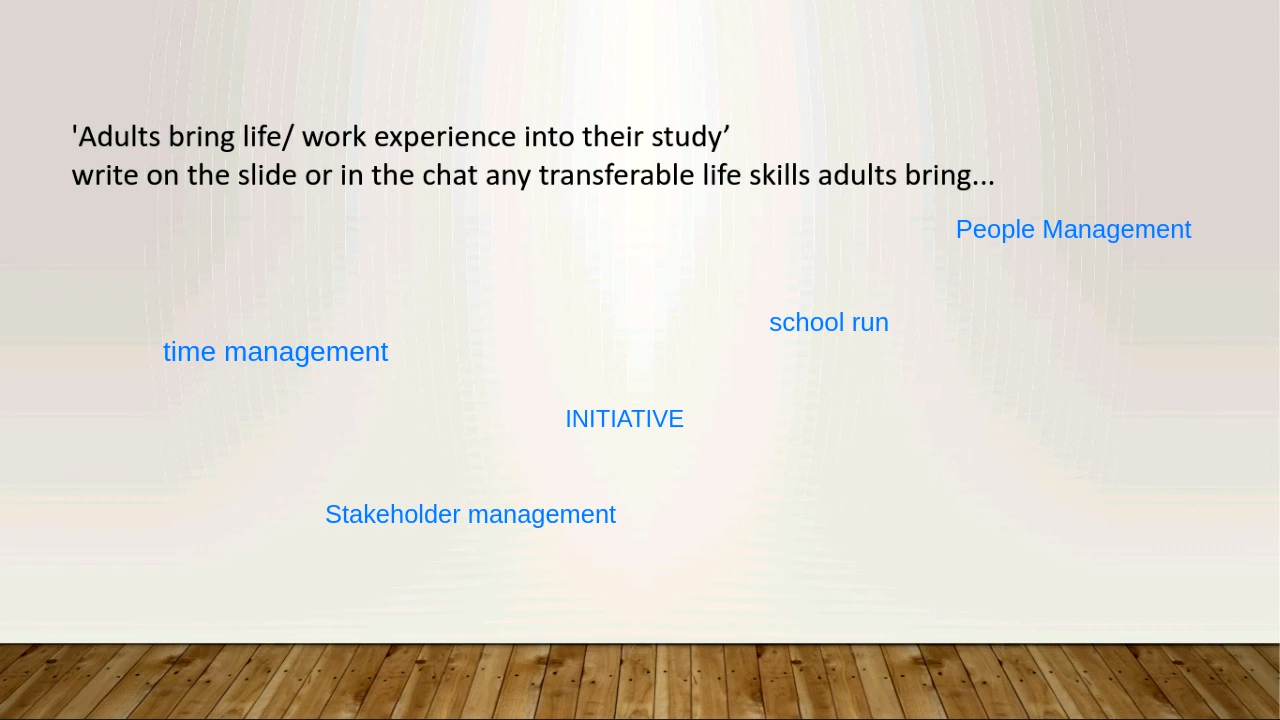 'Adults bring life/ work experience into their study’
write on the slide or in the chat any transferable life skills adults bring...
People Management
school run
time management
INITIATIVE
Stakeholder management